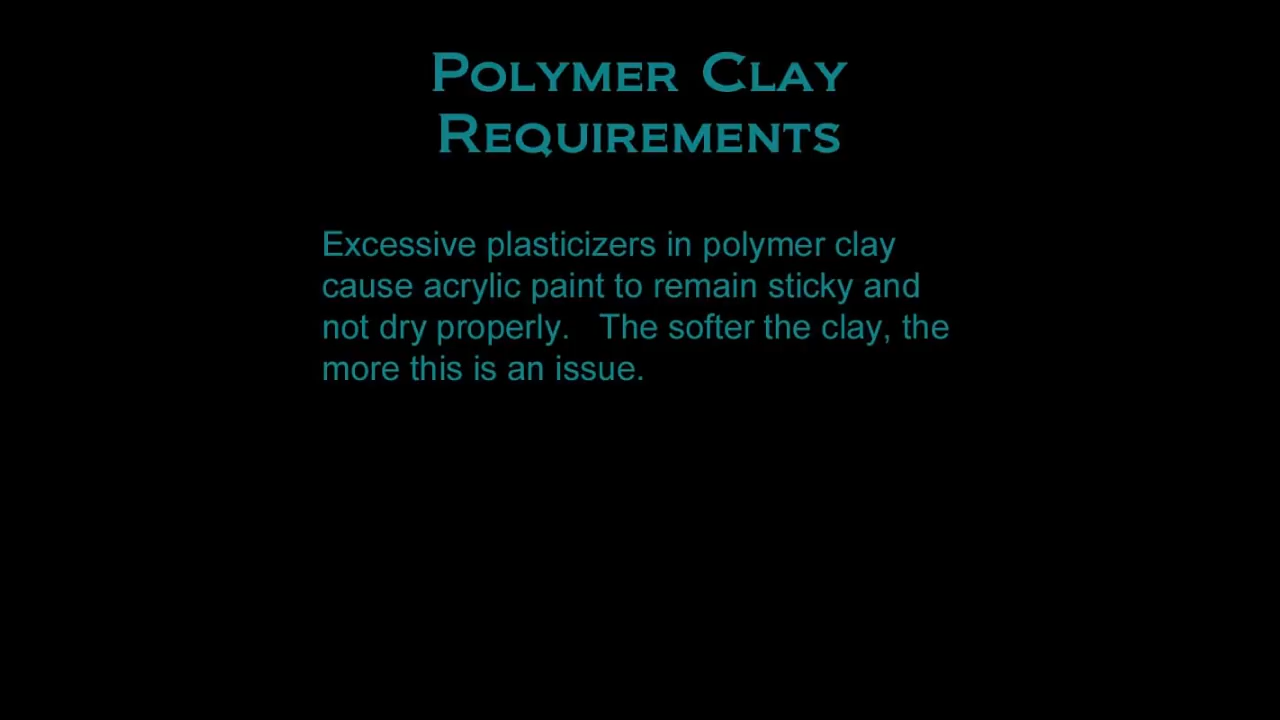 Polymer Clay
Requirements
Excessive plasticizers in polymer clay
cause acrylic paint to remain sticky and
not dry properly.   The softer the clay, the
more this is an issue.